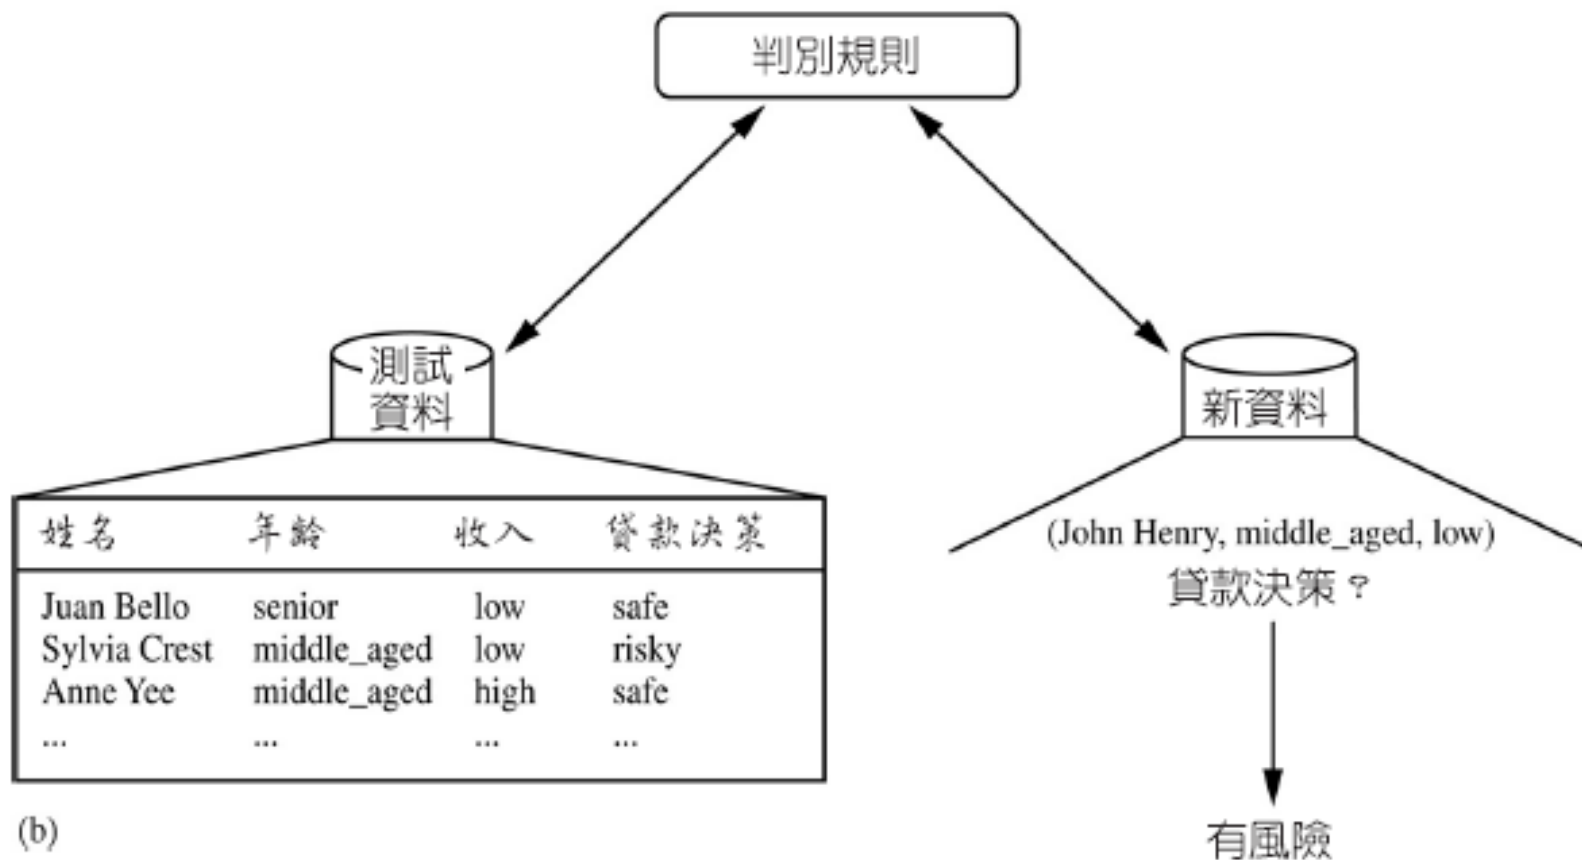 判別規則
測試
資料
新資料
姓名 年齡 收入 貸款決策
Juan Bello senior low safe
Sylvia Crest middle_aged low risky
Anne Yee middle_aged high safe
... ... ... ...
(John Henry, middle_aged, low)
貸款決策？
有風險
(b)